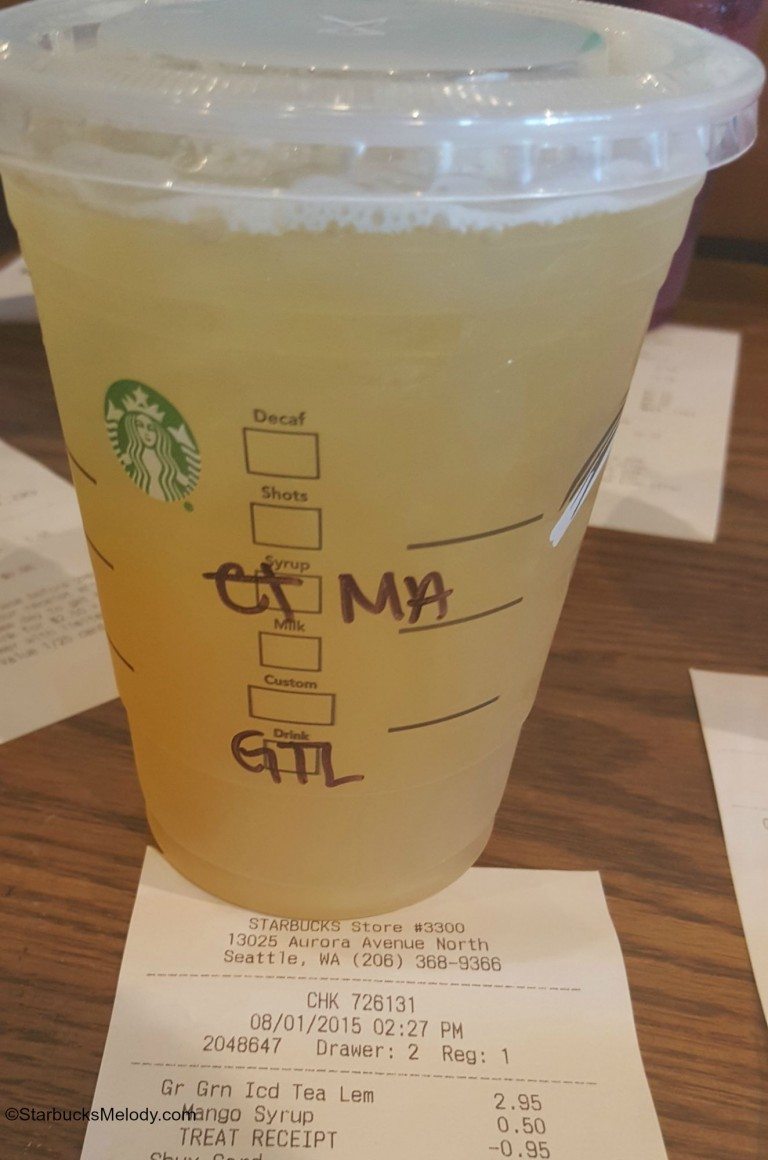 Decaf
Shots
Syrup
CT MA
Milk
Custom
Drink
GTL
STARBUCKS Store #3300
13025 Aurora Avenue North
Seattle, WA (206) 368-9366
CHK 726131
08/01/2015 02:27 PM
2048647 Drawer: 2 Reg: 1
Gr Grn Icd Tea Lem 2.95
Mango Syrup 0.50
TREAT RECEIPT -0.95
©StarbucksMelody.com